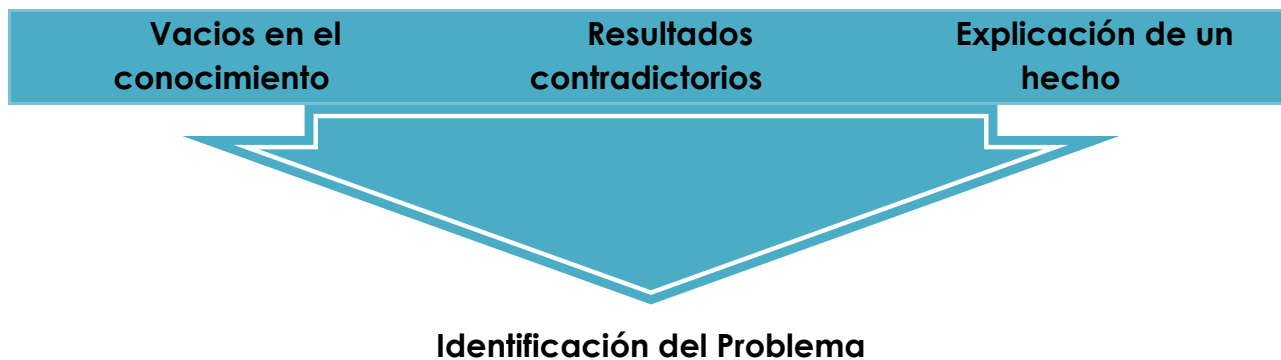 Vacios en el
conocimiento
Resultados
contradictorios
Explicación de un
hecho
Identificación del Problema